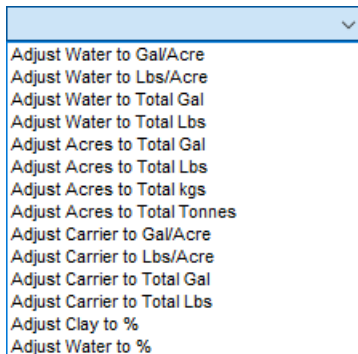 Adjust Water to Gal/Acre
Adjust Water to Lbs/Acre
Adjust Water to Total Gal
Adjust Water to Total Lbs
Adjust Acres to Total Gal
Adjust Acres to Total Lbs
Adjust Acres to Total kgs
Adjust Acres to Total Tonnes
Adjust Carrier to Gal/Acre
Adjust Carrier to Lbs/Acre
Adjust Carrier to Total Gal
Adjust Carrier to Total Lbs
Adjust Clay to %
Adjust Water to %